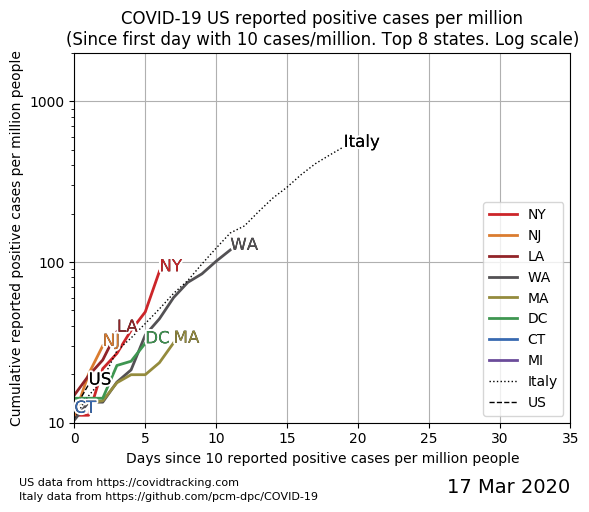 COVID-19 US reported positive cases per million
(Since first day with 10 cases/million. Top 8 states. Log scale)
Cumulative reported positive cases per million people
1000
100
10
Italy
WA
NY
LA
NJ
DC
MA
US
CT
NY
NJ
LA
WA
MA
DC
CT
MI
Italy
US
0 5 10 15 20 25 30 35
Days since 10 reported positive cases per million people
US data from https://covidtracking.com
Italy data from https://github.com/pcm-dpc/COVID-19
17 Mar 2020